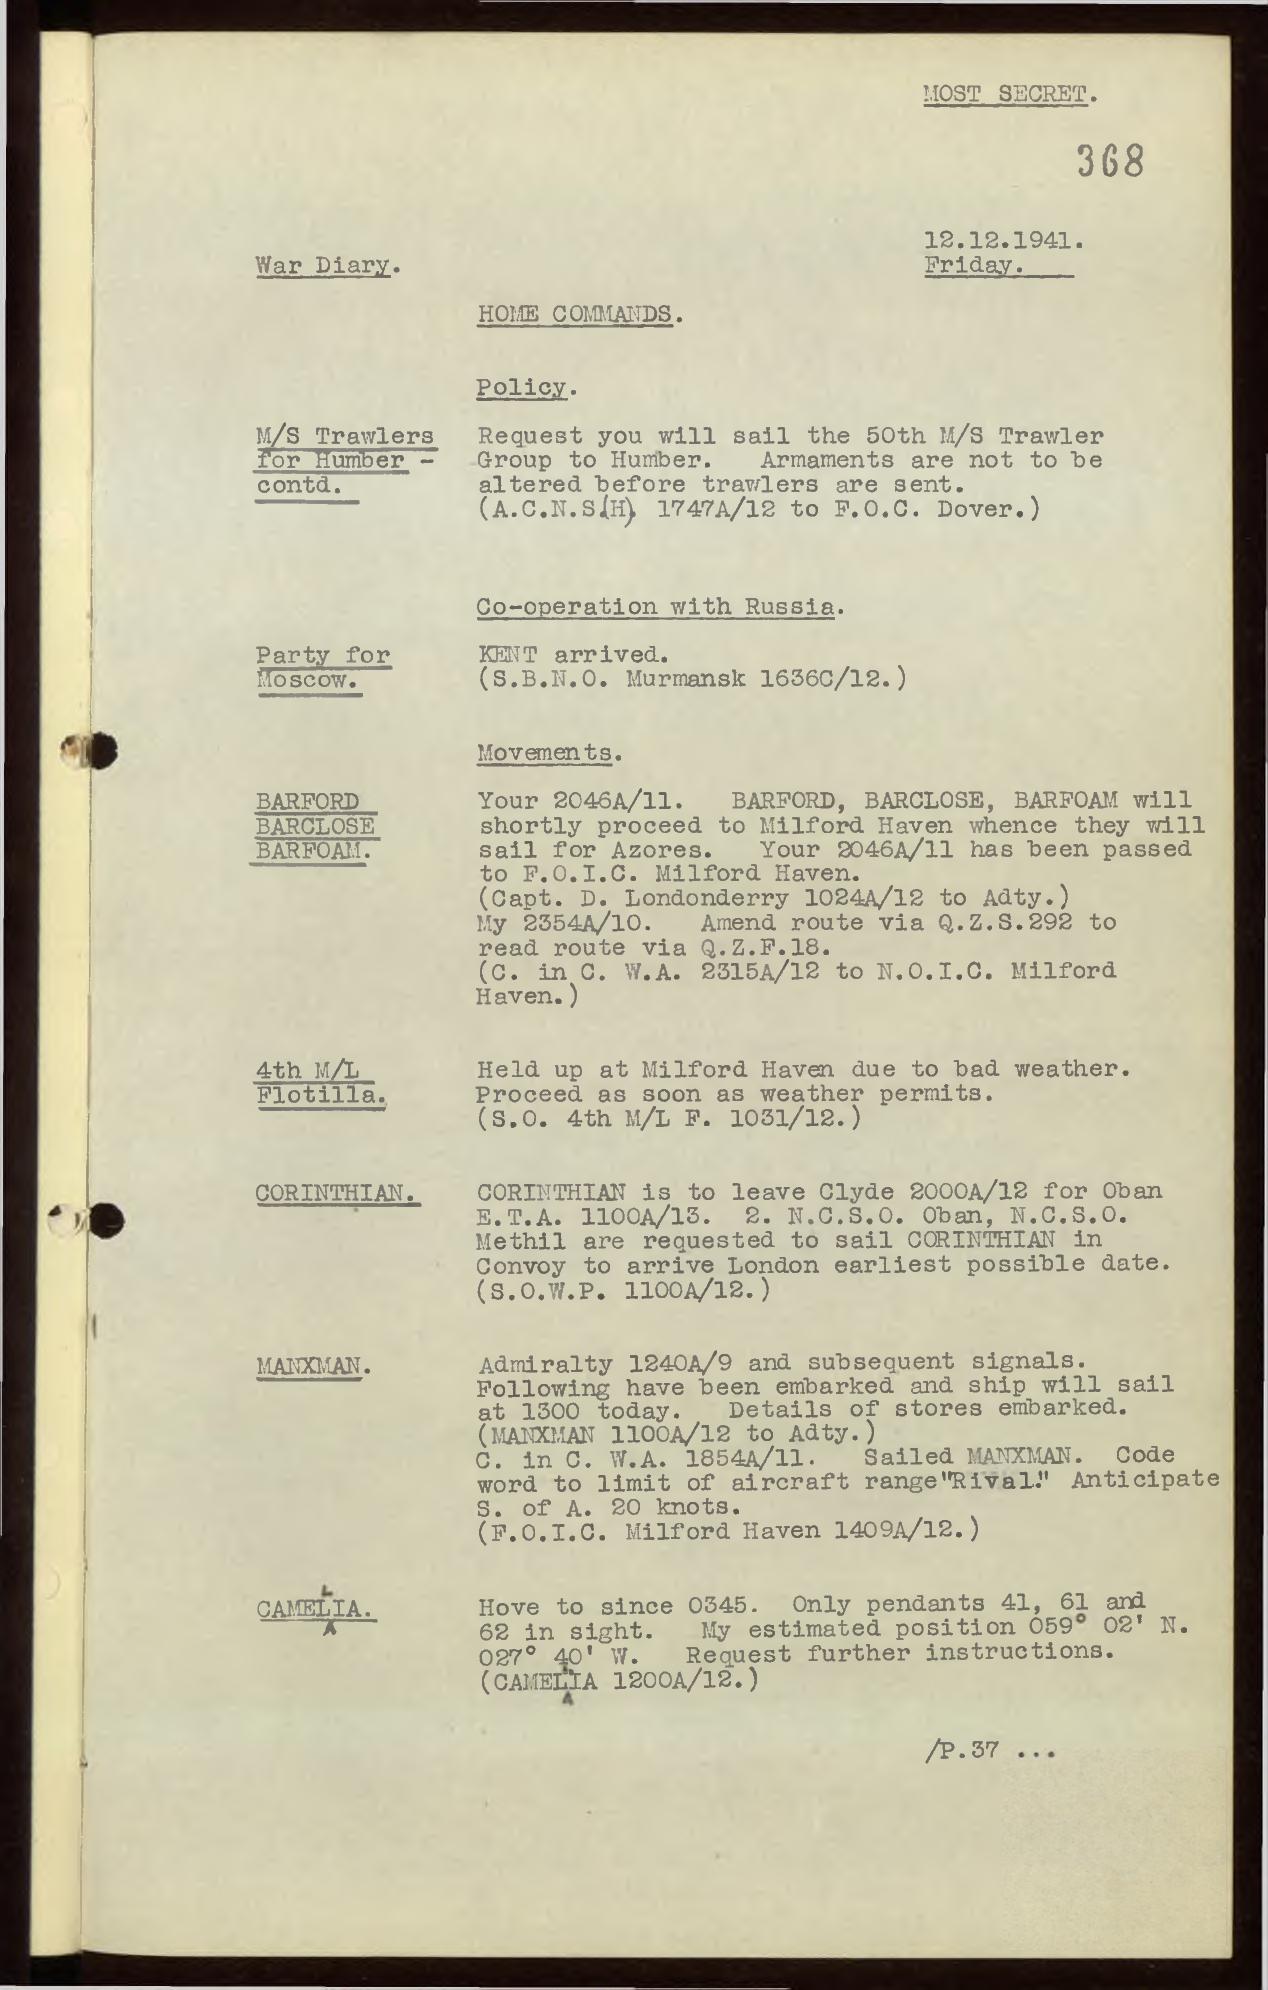 MOST SECRET.
368
12.12.1941.
War Diary.
Friday.
HOME COMMANDS.
Policy.
M/S Trawlers
for Humber -
contd.
Request you will sail the 50th M/S Trawler
Group to Humber. Armaments are not to be
altered before trawlers are sent.
(A.C.N.S.(H) 1747A/12 to F.O.C. Dover.)
Co-operation with Russia.
Party for
Moscow.
KENT arrived.
(S.B.N.O. Murmansk 1636C/12.)
Movements.
BARFORD
BARCLOSE
BARFOAM.
Your 2046A/11. BARFORD, BARCLOSE, BARFOAM will
shortly proceed to Milford Haven whence they will
sail for Azores. Your 2046A/11 has been passed
to F.O.I.C. Milford Haven.
(Capt. D. Londonderry 1024A/12 to Adty.)
My 2354A/10. Amend route via Q.Z.S.292 to
read route via Q.Z.F.18.
(C. in C. W.A. 2315A/12 to N.O.I.C. Milford
Haven.)
4th M/L
Flotilla.
Held up at Milford Haven due to bad weather.
Proceed as soon as weather permits.
(S.O. 4th M/L F. 1031/12.)
CORINTHIAN.
CORINTHIAN is to leave Clyde 2000A/12 for Oban
E.T.A. 1100A/13. 2. N.C.S.O. Oban, N.C.S.O.
Methil are requested to sail CORINTHIAN in
Convoy to arrive London earliest possible date.
(S.O.W.P. 1100A/12.)
MANXMAN.
Admiralty 1240A/9 and subsequent signals.
Following have been embarked and ship will sail
at 1300 today. Details of stores embarked.
(MANXMAN 1100A/12 to Adty.)
C. in C. W.A. 1854A/11. Sailed MANXMAN. Code
word to limit of aircraft range "Rival." Anticipate
S. of A. 20 knots.
(F.O.I.C. Milford Haven 1409A/12.)
L
CAMELIA.
Hove to since 0345. Only pendants 41, 61 and
62 in sight. My estimated position 059° 02' N.
027° 40' W. Request further instructions.
L
(CAMELIA 1200A/12.)
/P.37 ...